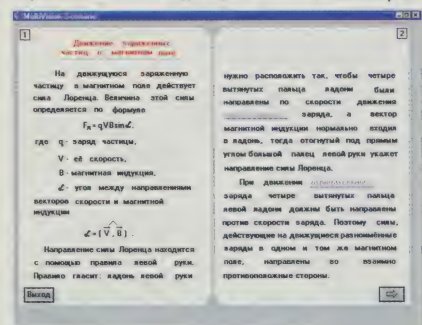 MultiVision Scenario
1
Движение заряженных
частиц в магнитном поле
На движущуюся заряженную
частицу в магнитном поле действует
сила Лоренца. Величина этой силы
определяется по формуле
Fл=qVBsin∠.
где q - заряд частицы,
V - её скорость,
B - магнитная индукция,
∠ - угол между направлениями
векторов скорости и магнитной
индукции
∠=(V, B).
Направление силы Лоренца находится
с помощью правила левой руки.
Правило гласит: ладонь левой руки
Выход
2
нужно расположить так, чтобы четыре
вытянутых пальца ладони были
направлены по скорости движения
заряда, а вектор
магнитной индукции нормально входил
в ладонь, тогда отогнутый под прямым
углом большой палец левой руки укажет
направление силы Лоренца.
При движении
заряда четыре вытянутых пальца
левой ладони должны быть направлены
против скорости заряда. Поэтому силы,
действующие на движущиеся разноимённые
заряды в одном и том же магнитном
поле, направлены во взаимно
противоположные стороны.